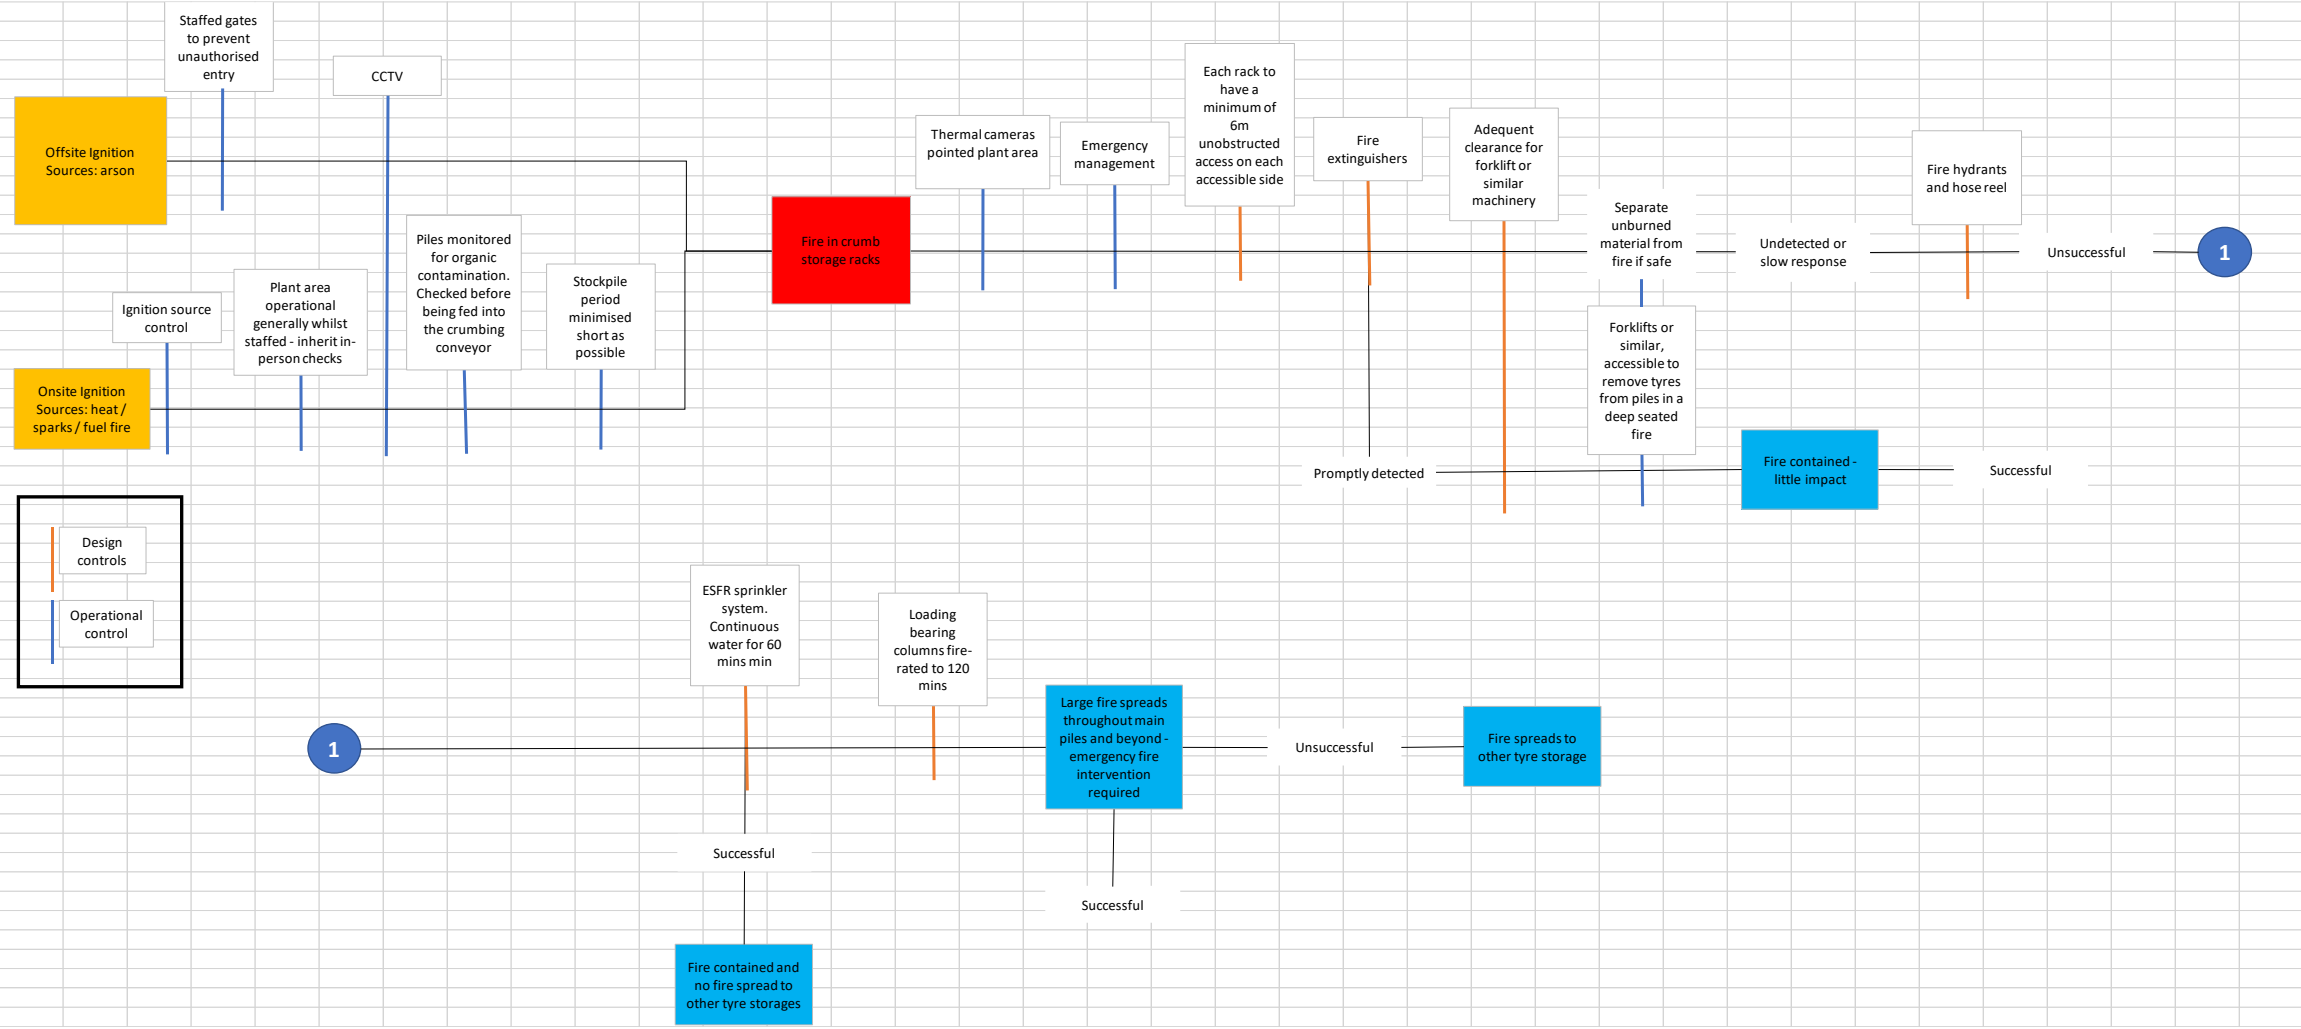 Staffed gates
to prevent
unauthorised
entry
CCTV
Offsite Ignition
Sources: arson
Ignition source
control
Plant area
operational
generally whilst
staffed - inherit in-
person checks
Piles monitored
for organic
contamination.
Checked before
being fed into
the crumbing
conveyor
Stockpile
period
minimised
short as
possible
Onsite Ignition
Sources: heat /
sparks / fuel fire
Fire in crumb
storage racks
Thermal cameras
pointed plant area
Emergency
management
Each rack to
have a
minimum of
6m
unobstructed
access on each
accessible side
Fire
extinguishers
Adequent
clearance for
forklift or
similar
machinery
Separate
unburned
material from
fire if safe
Undetected or
slow response
Fire hydrants
and hose reel
Unsuccessful
1
Forklifts or
similar,
accessible to
remove tyres
from piles in a
deep seated
fire
Promptly detected
Fire contained -
little impact
Successful
Design
controls
Operational
control
1
ESFR sprinkler
system.
Continuous
water for 60
mins min
Loading
bearing
columns fire-
rated to 120
mins
Large fire spreads
throughout main
piles and beyond -
emergency fire
intervention
required
Unsuccessful
Fire spreads to
other tyre storage
Successful
Successful
Fire contained and
no fire spread to
other tyre storages